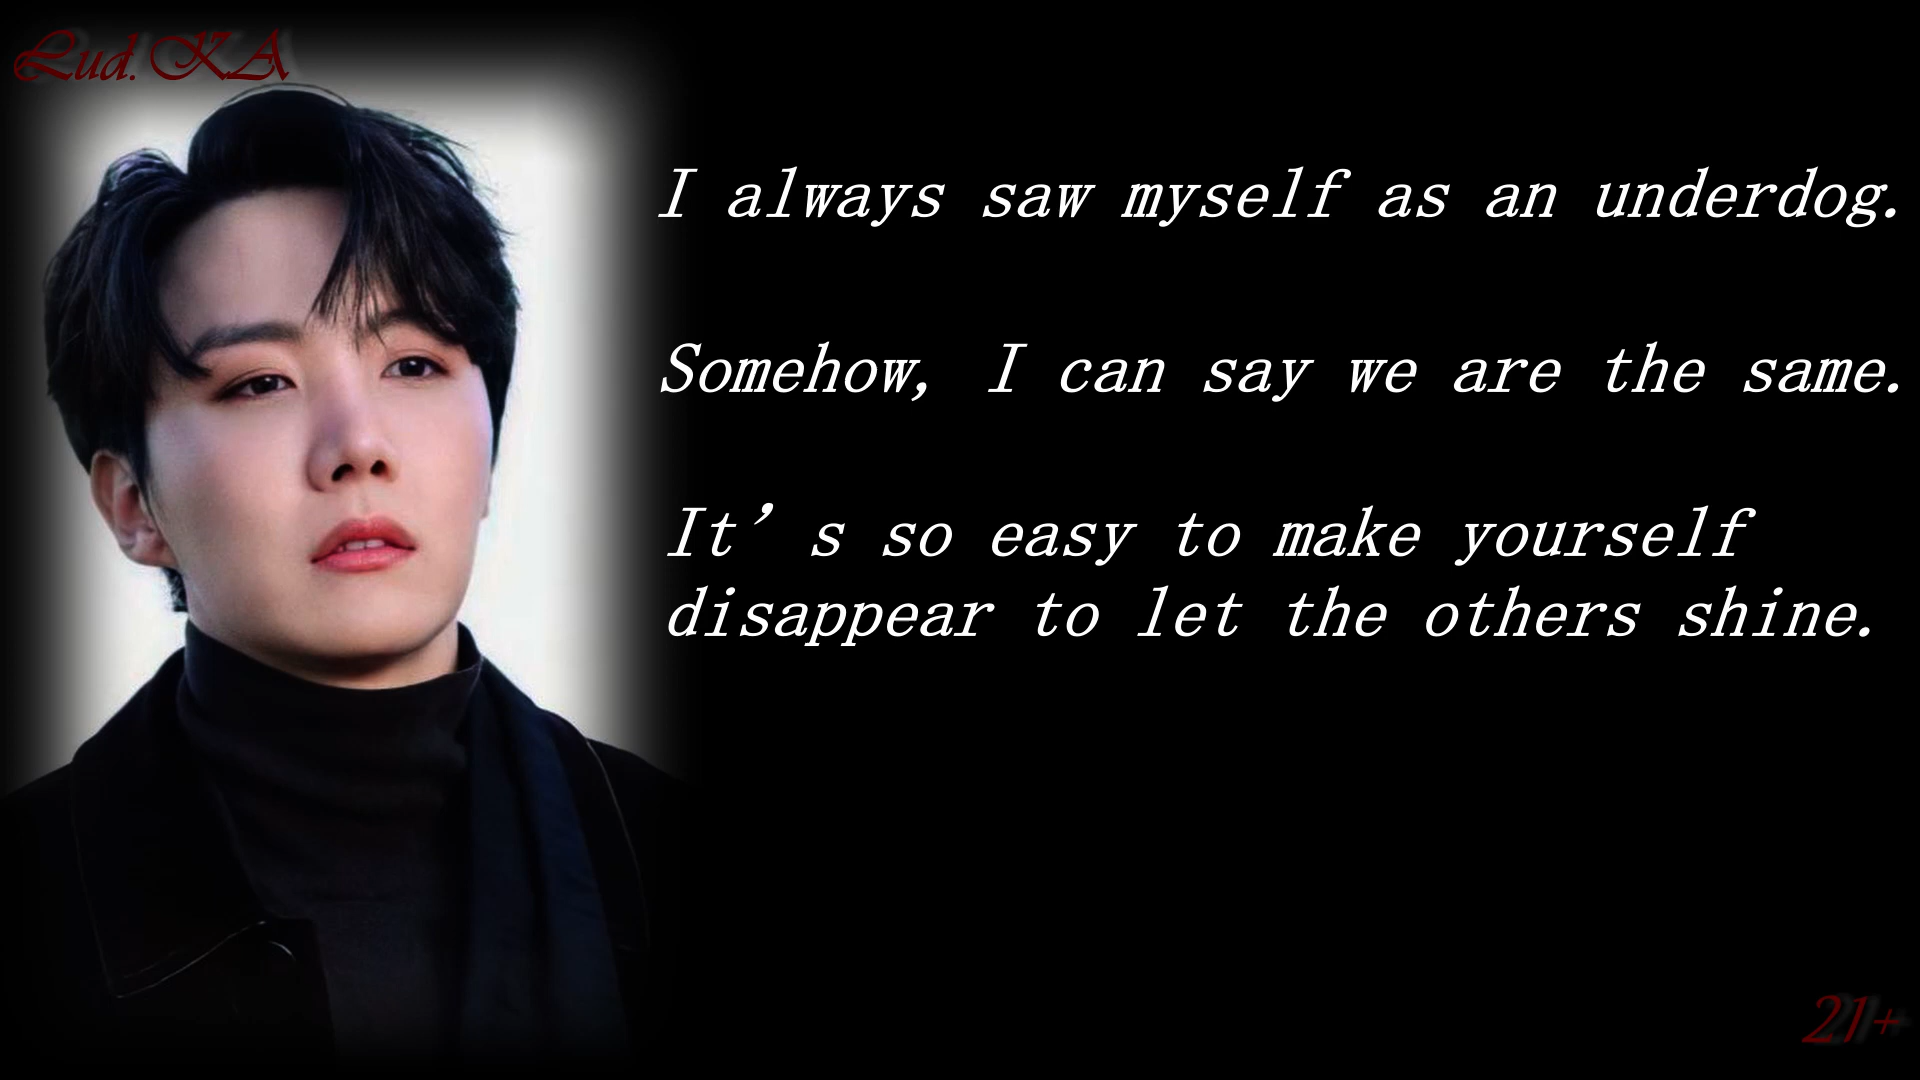 Lud.KA
I always saw myself as an underdog.
Somehow, I can say we are the same.
It’s so easy to make yourself
disappear to let the others shine.
21+